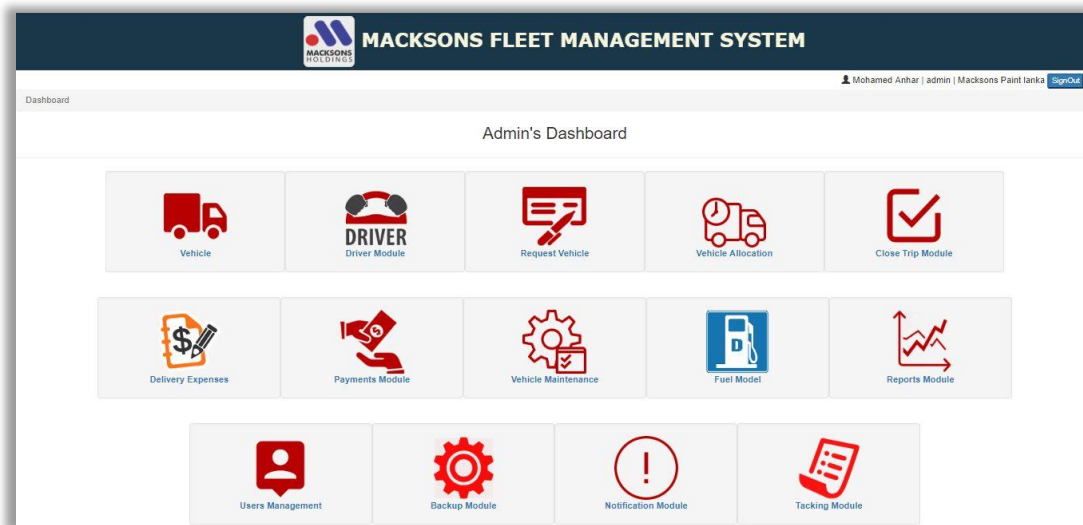 MACKSONS
HOLDINGS
MACKSONS FLEET MANAGEMENT SYSTEM
Mohamed Anhar | admin | Macksons Paint lanka SignOut
Dashboard
Admin's Dashboard
DRIVER
Vehicle Driver Module Request Vehicle Vehicle Allocation Close Trip Module
$
D
Delivery Expenses Payments Module Vehicle Maintenance Fuel Model Reports Module
!
Users Management Backup Module Notification Module Tacking Module